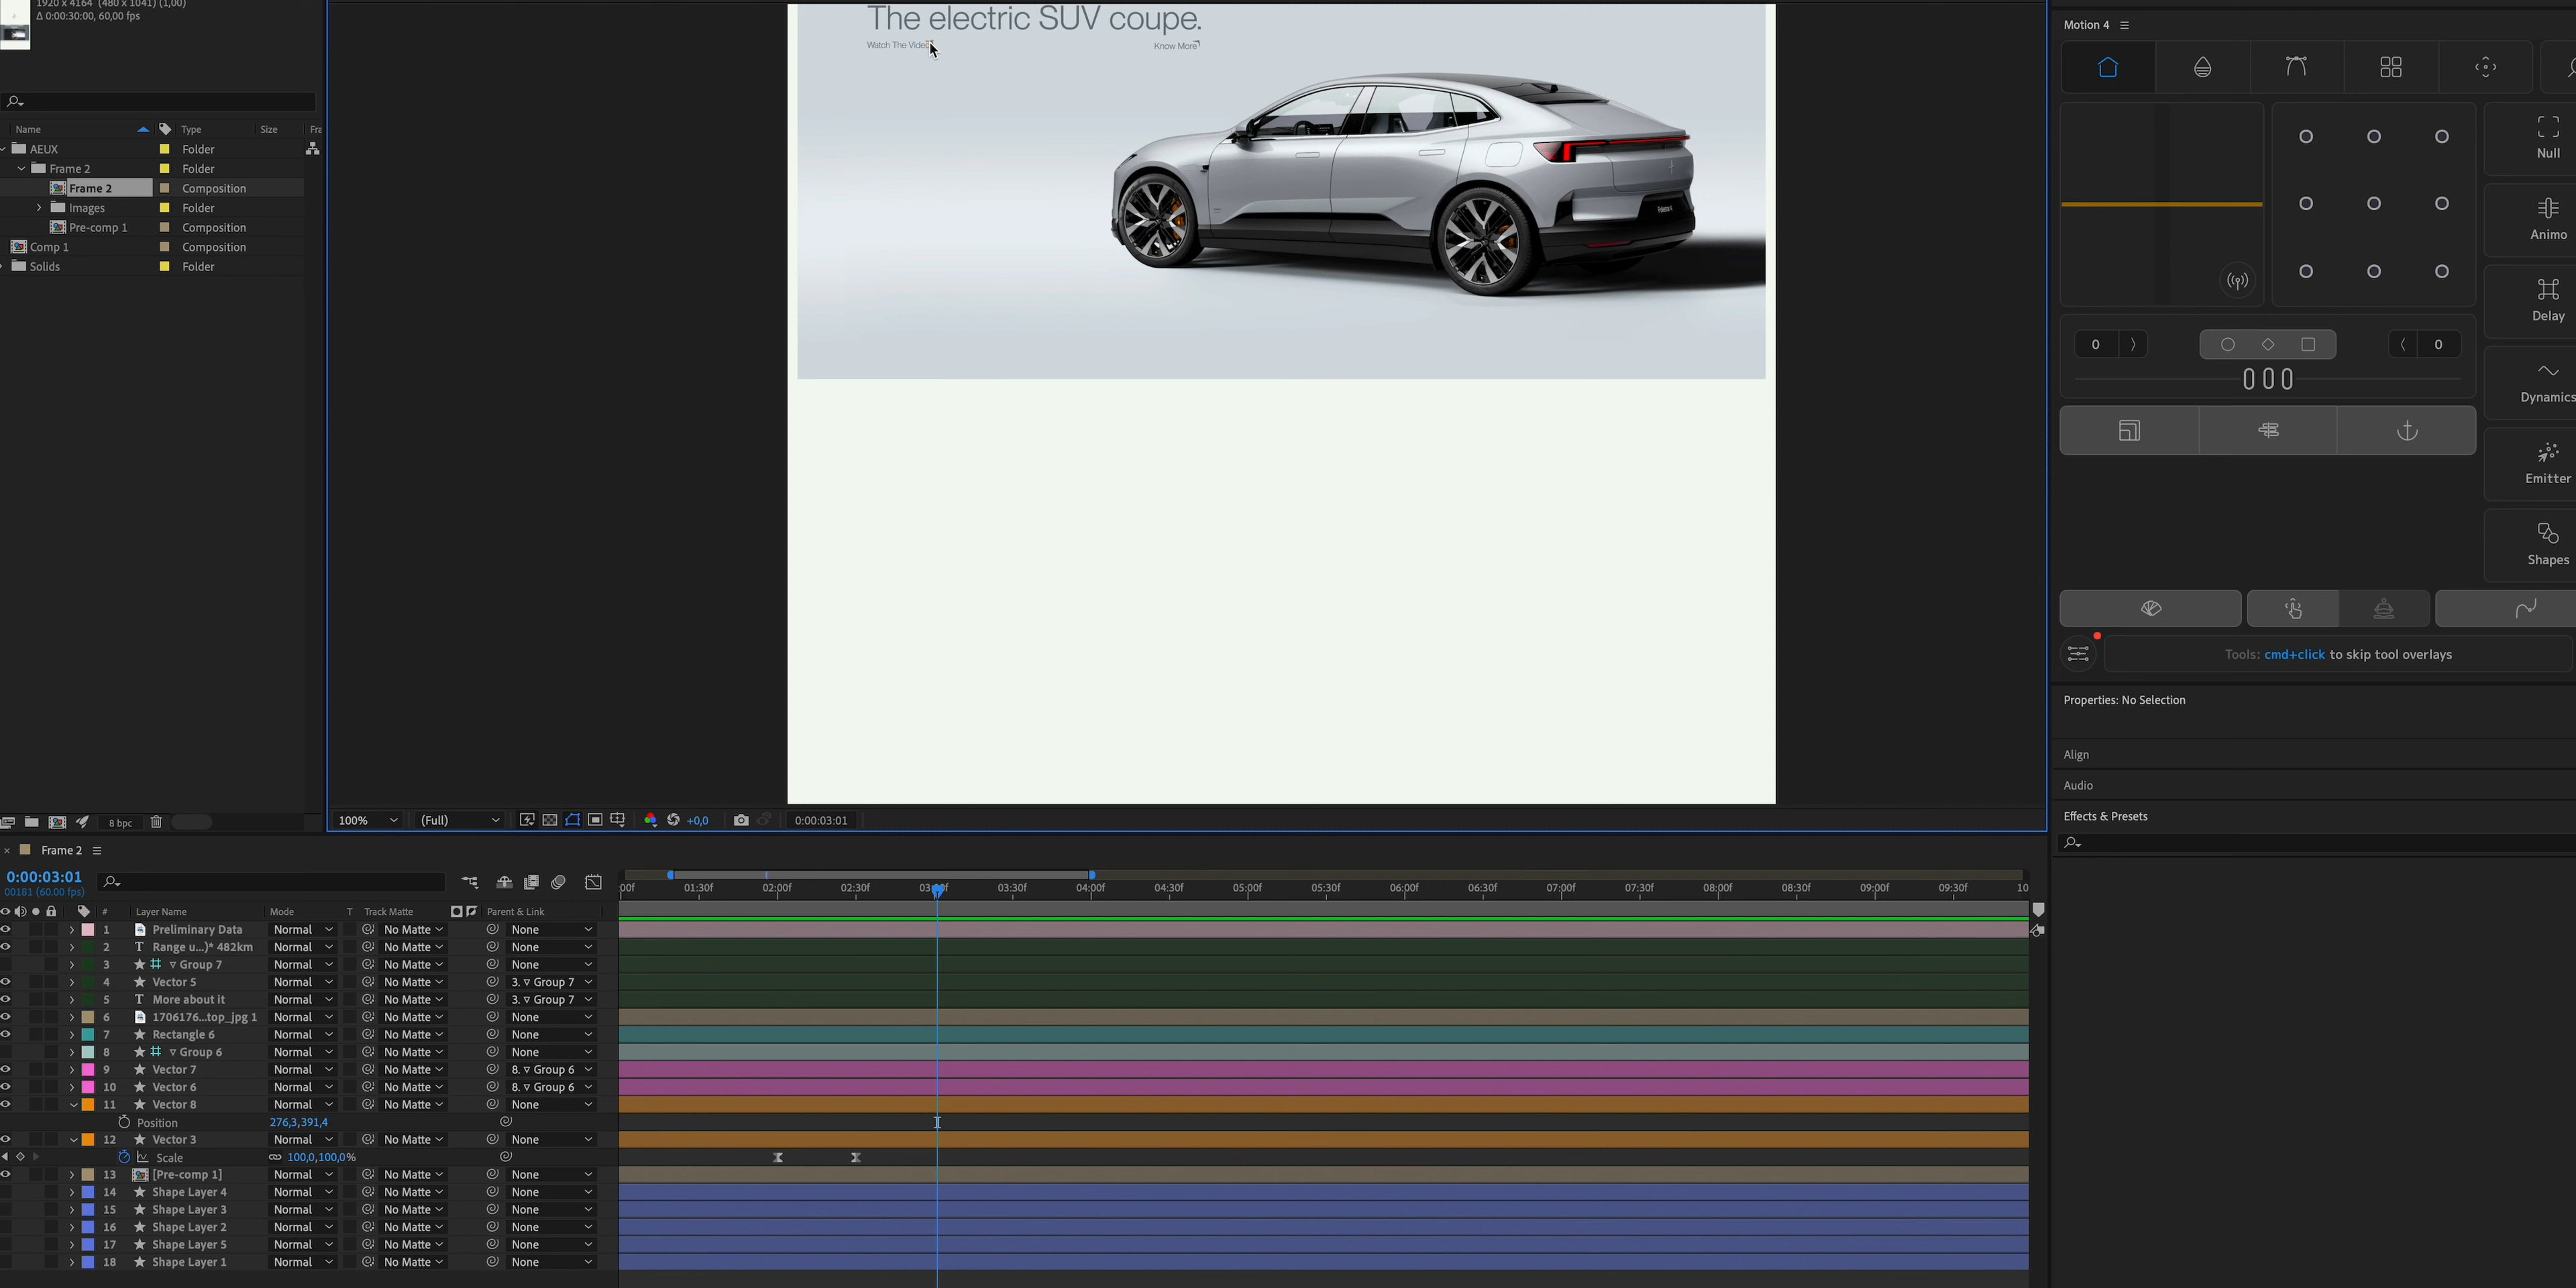 1920 x 4164 (480 x 1041) (1,00)
Δ 0:00:30:00, 60,00 fps
Name Type Size Fra
AEUX Folder
Frame 2 Folder
Frame 2 Composition
Images Folder
Pre-comp 1 Composition
Comp 1 Composition
Solids Folder
8 bpc
The electric SUV coupe.
Watch The Video
Know More
100% (Full) +0,0 0:00:03:01
Motion 4
Null
Animo
Delay
Dynamics
Emitter
Shapes
0 0
Tools: cmd+click to skip tool overlays
Properties: No Selection
Align
Audio
Effects & Presets
Frame 2
0:00:03:01
00181 (60.00 fps)
:00f 01:30f 02:00f 02:30f 03:00f 03:30f 04:00f 04:30f 05:00f 05:30f 06:00f 06:30f 07:00f 07:30f 08:00f 08:30f 09:00f 09:30f 10
# Layer Name Mode T Track Matte Parent & Link
1 Preliminary Data Normal No Matte None
2 T Range u...)* 482km Normal No Matte None
3 Group 7 Normal No Matte None
4 Vector 5 Normal No Matte 3. ▿ Group 7
5 T More about it Normal No Matte 3. ▿ Group 7
6 1706176...top_jpg 1 Normal No Matte None
7 Rectangle 6 Normal No Matte None
8 ▿ Group 6 Normal No Matte None
9 Vector 7 Normal No Matte 8. ▿ Group 6
10 Vector 6 Normal No Matte 8. ▿ Group 6
11 Vector 8 Normal No Matte None
Position 276,3,391,4
12 Vector 3 Normal No Matte None
Scale 100,0,100,0%
13 [Pre-comp 1] Normal No Matte None
14 Shape Layer 4 Normal No Matte None
15 Shape Layer 3 Normal No Matte None
16 Shape Layer 2 Normal No Matte None
17 Shape Layer 5 Normal No Matte None
18 Shape Layer 1 Normal No Matte None